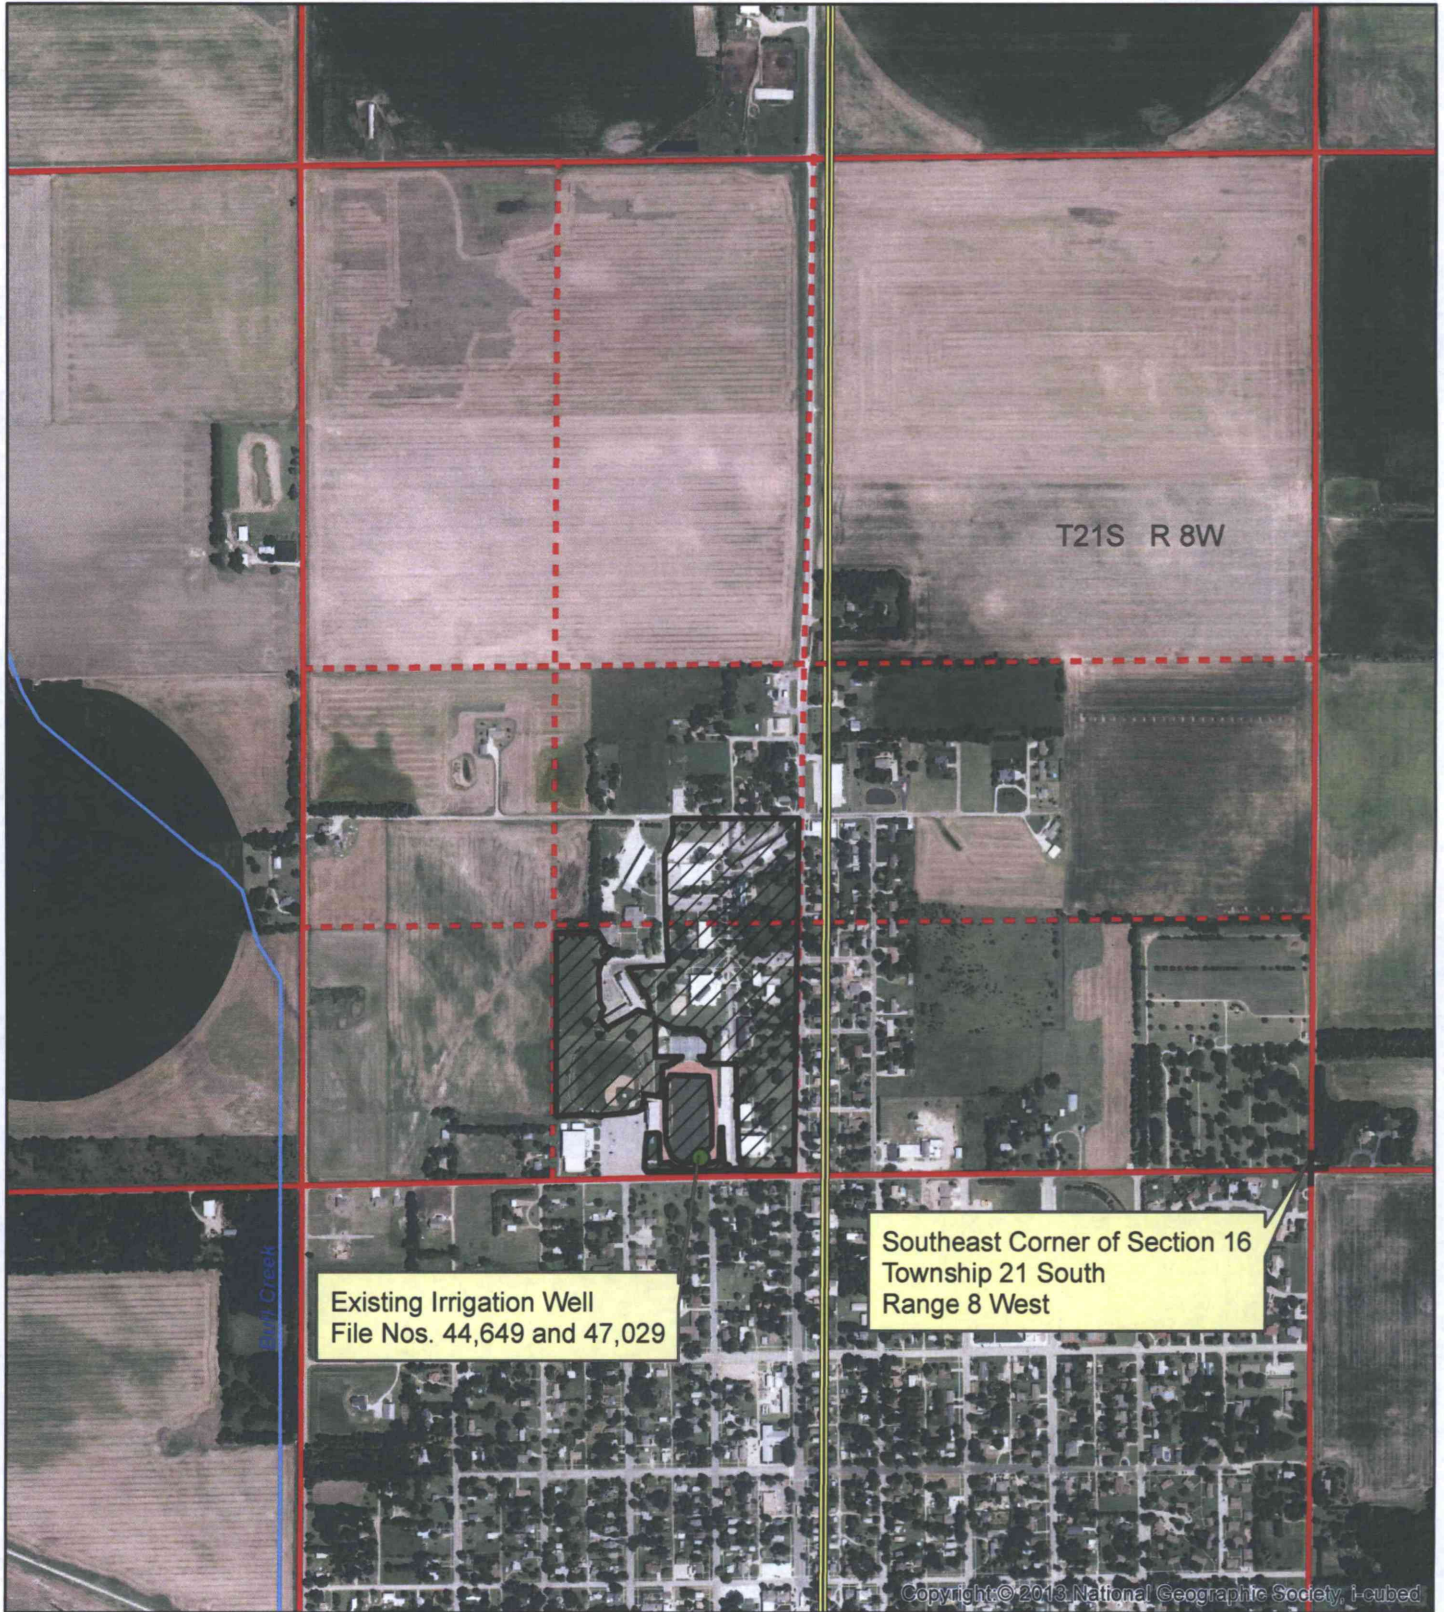 T21S R 8W
Southeast Corner of Section 16
Township 21 South
Range 8 West
Existing Irrigation Well
File Nos. 44,649 and 47,029
Creek
Copyright:© 2013 National Geographic Society, i-cubed